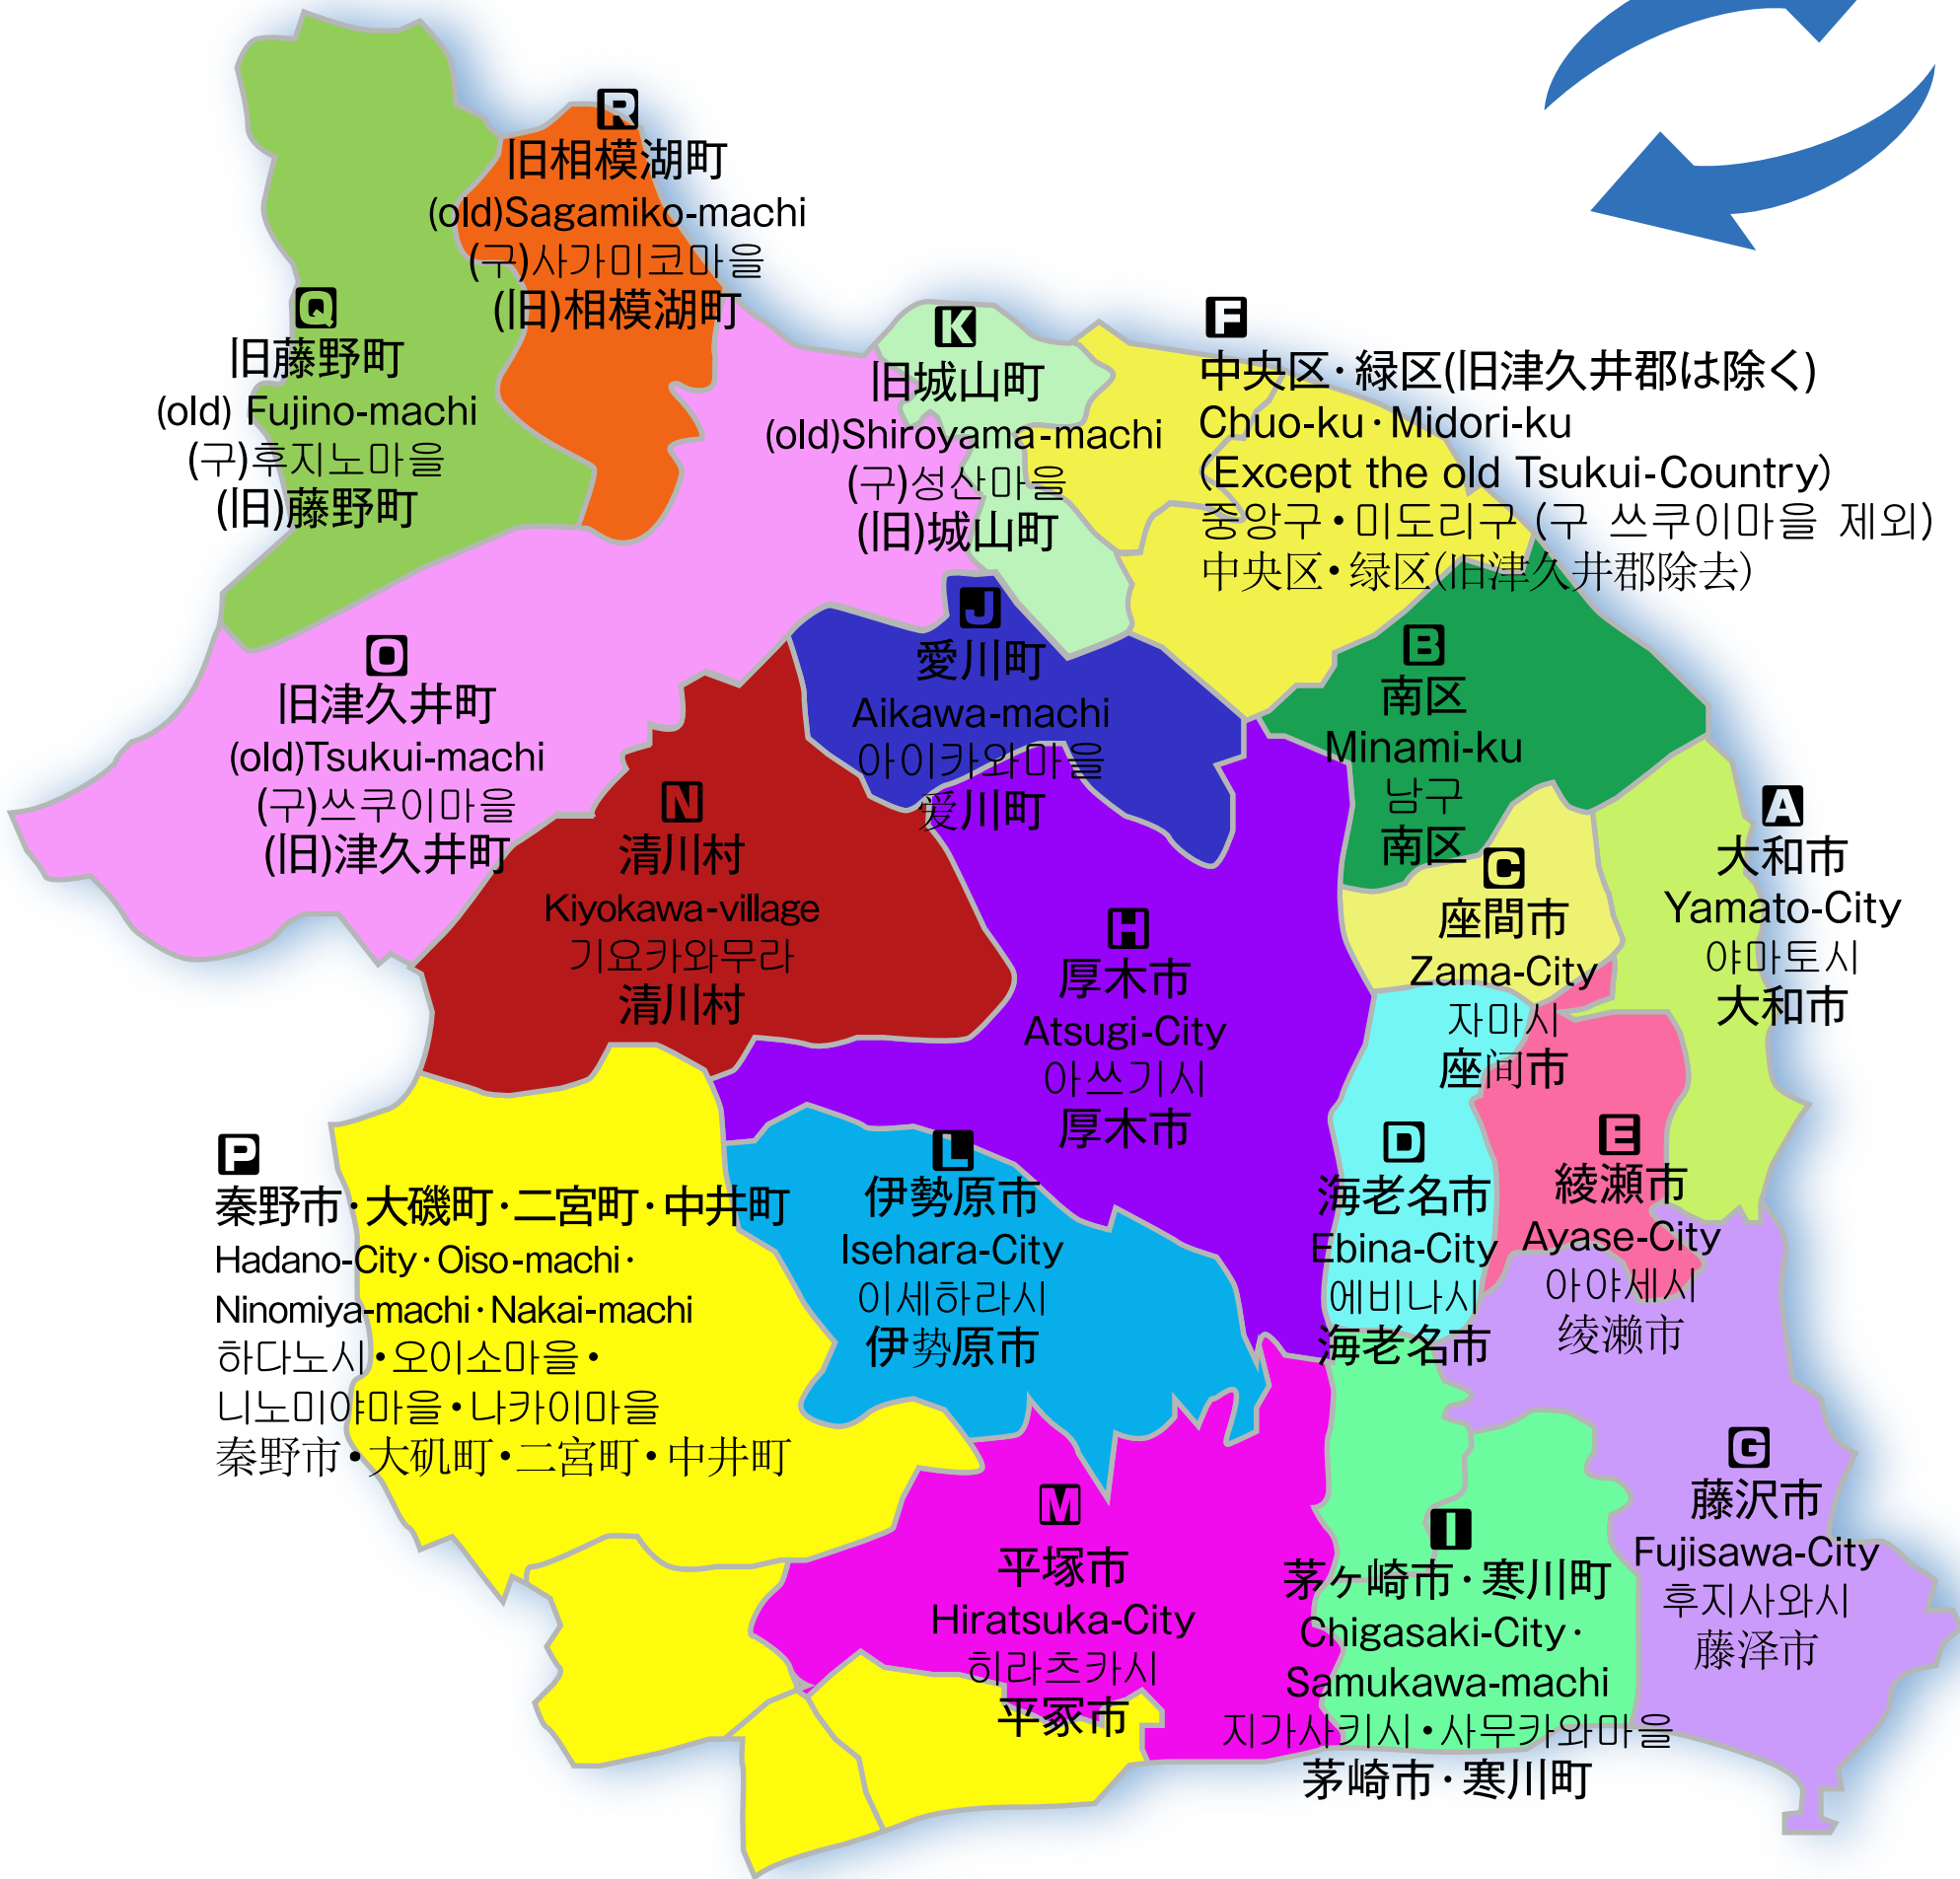 R
旧相模湖町
(old)Sagamiko-machi
(구)사가미코마을
(旧)相模湖町
Q
旧藤野町
(old) Fujino-machi
(구)후지노마을
(旧)藤野町
K
旧城山町
(old)Shiroyama-machi
(구)성산마을
(旧)城山町
F
中央区・緑区(旧津久井郡は除く)
Chuo-ku・Midori-ku
(Except the old Tsukui-Country)
중앙구・미도리구 (구 쓰쿠이마을 제외)
中央区・绿区(旧津久井郡除去)
J
愛川町
Aikawa-machi
아이카와마을
爱川町
B
南区
Minami-ku
남구
南区
O
旧津久井町
(old)Tsukui-machi
(구)쓰쿠이마을
(旧)津久井町
N
清川村
Kiyokawa-village
기요카와무라
清川村
A
大和市
Yamato-City
야마토시
大和市
C
座間市
Zama-City
자마시
座间市
H
厚木市
Atsugi-City
아쓰기시
厚木市
D
海老名市
Ebina-City
에비나시
海老名市
E
綾瀬市
Ayase-City
아야세시
绫濑市
P
秦野市・大磯町・二宮町・中井町
Hadano-City・Oiso-machi・
Ninomiya-machi・Nakai-machi
하다노시・오이소마을・
니노미야마을・나카이마을
秦野市・大矶町・二宫町・中井町
L
伊勢原市
Isehara-City
이세하라시
伊势原市
G
藤沢市
Fujisawa-City
후지사와시
藤泽市
M
平塚市
Hiratsuka-City
히라츠카시
平冢市
I
茅ヶ崎市・寒川町
Chigasaki-City・
Samukawa-machi
지가사키시・사무카와마을
茅崎市・寒川町